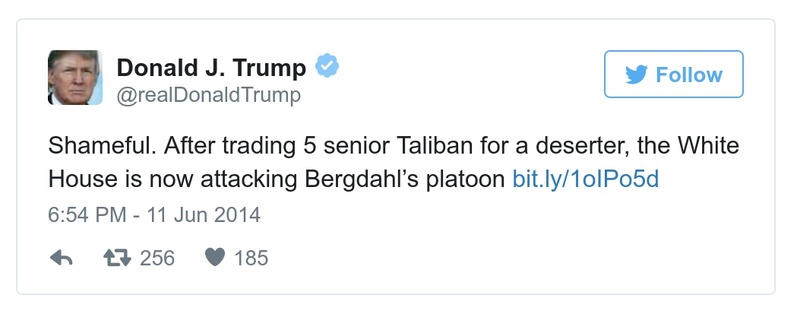 Donald J. Trump
@realDonaldTrump
Follow
Shameful. After trading 5 senior Taliban for a deserter, the White
House is now attacking Bergdahl’s platoon bit.ly/1oIPo5d
6:54 PM - 11 Jun 2014
256 185